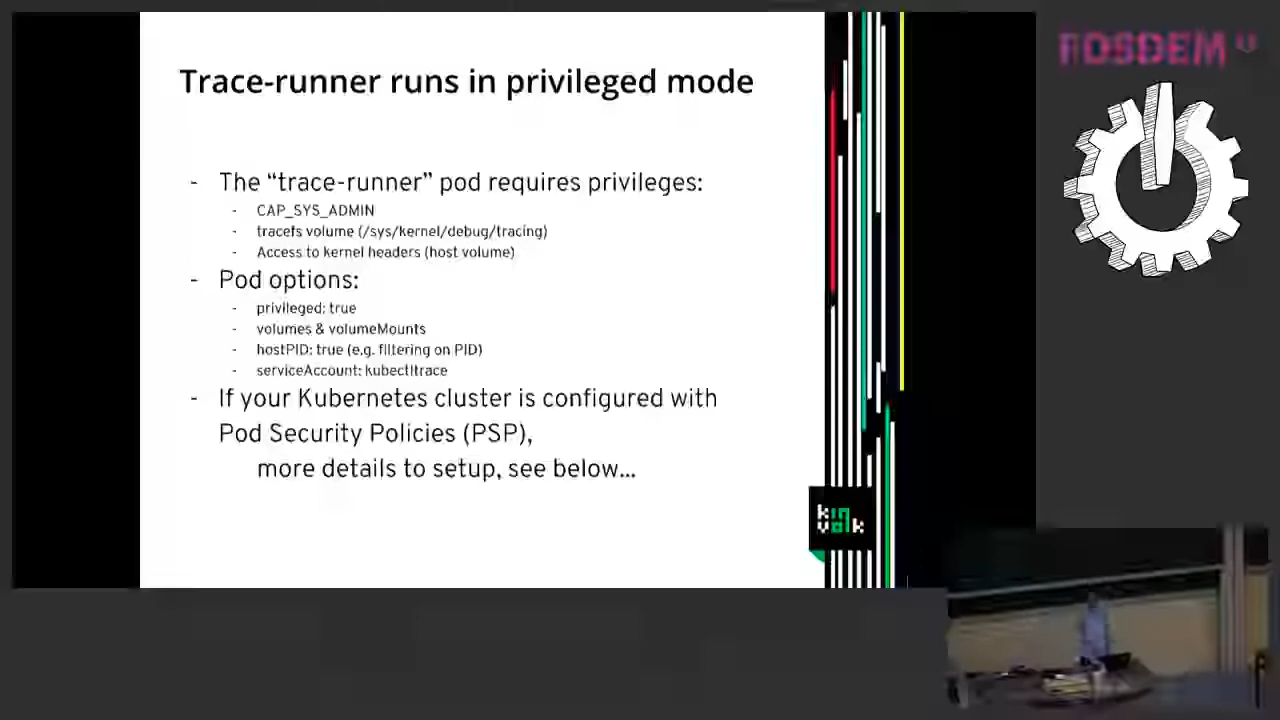 Trace-runner runs in privileged mode
- The “trace-runner” pod requires privileges:
- CAP_SYS_ADMIN
- tracefs volume (/sys/kernel/debug/tracing)
- Access to kernel headers (host volume)
- Pod options:
- privileged: true
- volumes & volumeMounts
- hostPID: true (e.g. filtering on PID)
- serviceAccount: kubectltrace
- If your Kubernetes cluster is configured with
Pod Security Policies (PSP),
more details to setup, see below...
kin
volk
FOSDEM